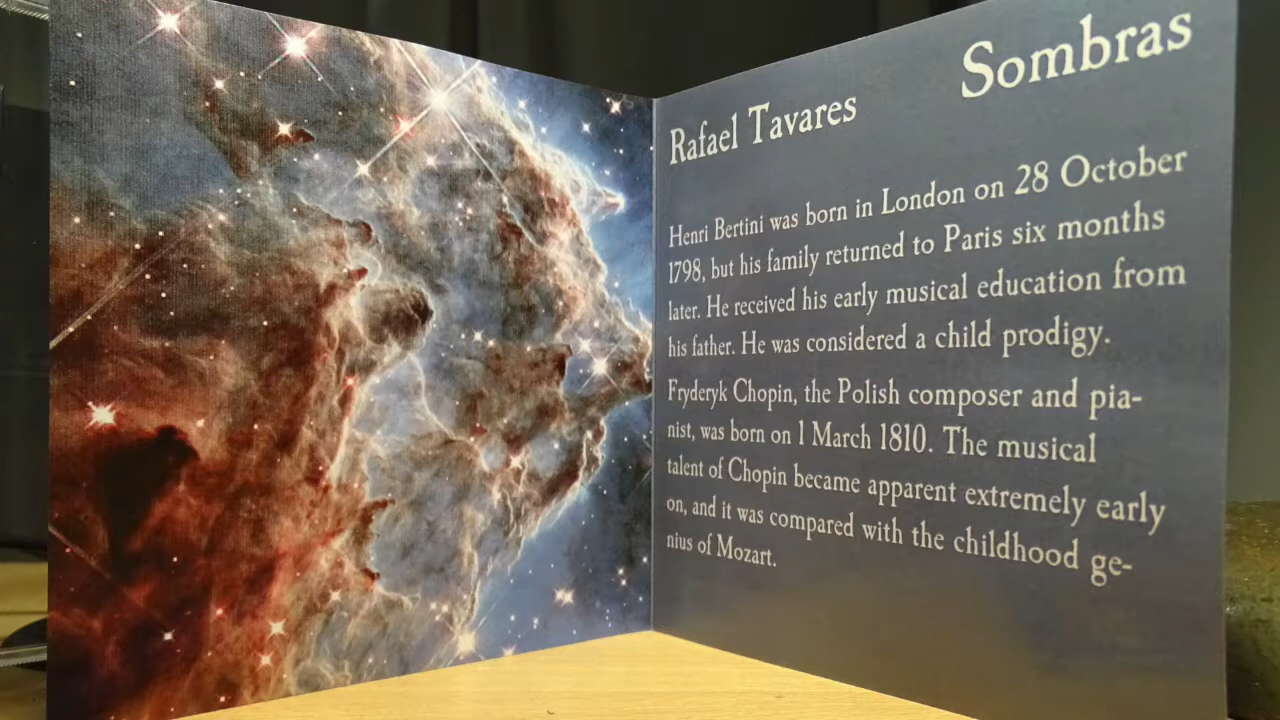 Sombras
Rafael Tavares
Henri Bertini was born in London on 28 October
1798, but his family returned to Paris six months
later. He received his early musical education from
his father. He was considered a child prodigy.
Fryderyk Chopin, the Polish composer and pia-
nist, was born on 1 March 1810. The musical
talent of Chopin became apparent extremely early
on, and it was compared with the childhood ge-
nius of Mozart.